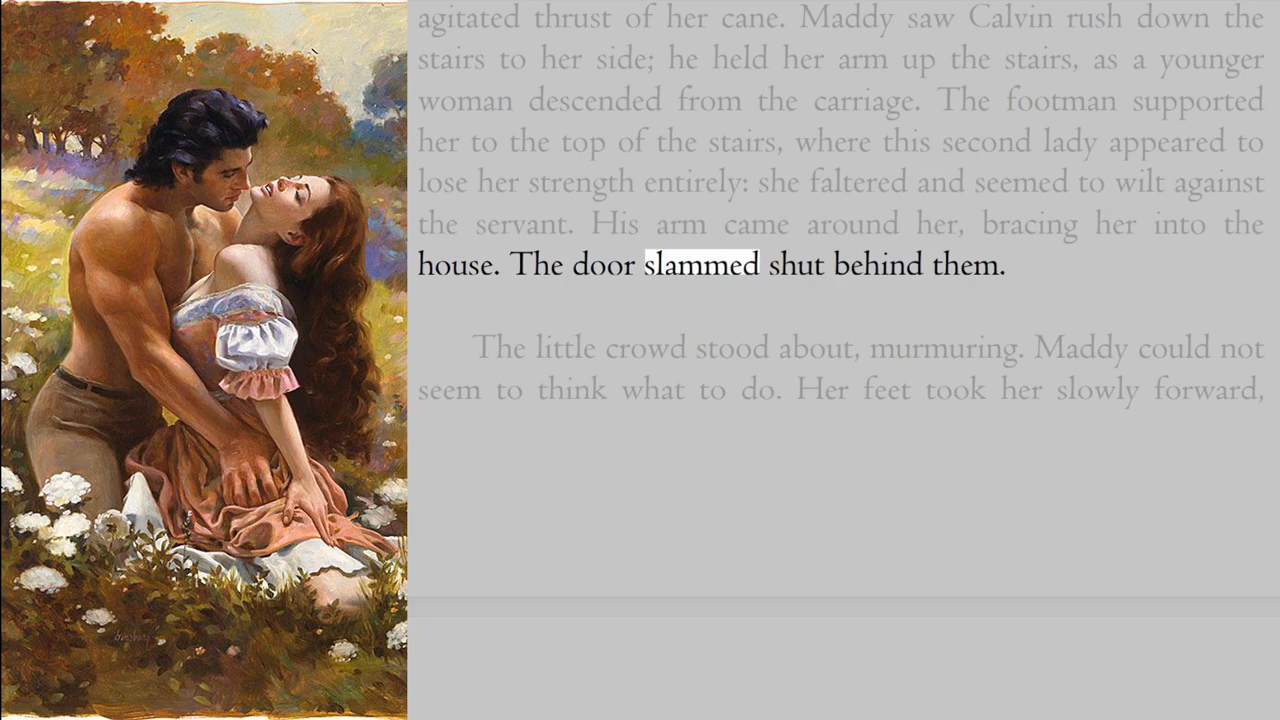 agitated thrust of her cane. Maddy saw Calvin rush down the
stairs to her side; he held her arm up the stairs, as a younger
woman descended from the carriage. The footman supported
her to the top of the stairs, where this second lady appeared to
lose her strength entirely: she faltered and seemed to wilt against
the servant. His arm came around her, bracing her into the
house. The door slammed shut behind them.
The little crowd stood about, murmuring. Maddy could not
seem to think what to do. Her feet took her slowly forward,